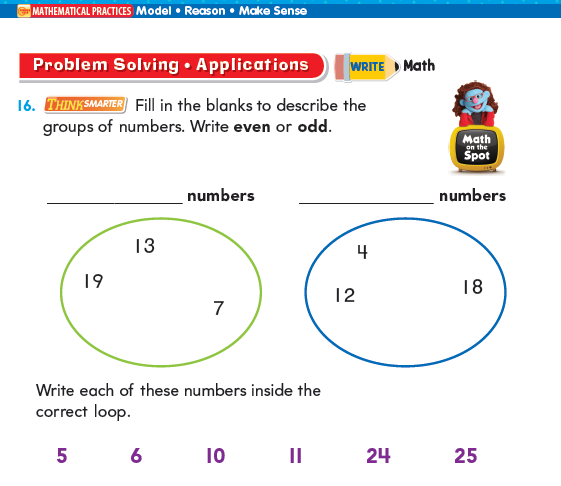 MATHEMATICAL PRACTICES Model • Reason • Make Sense
Problem Solving • Applications WRITE Math
16. THINKSMARTER Fill in the blanks to describe the
groups of numbers. Write even or odd.
Math
on the
Spot
_______________ numbers _______________ numbers
13
4
19
12
18
7
Write each of these numbers inside the
correct loop.
5 6 10 11 24 25